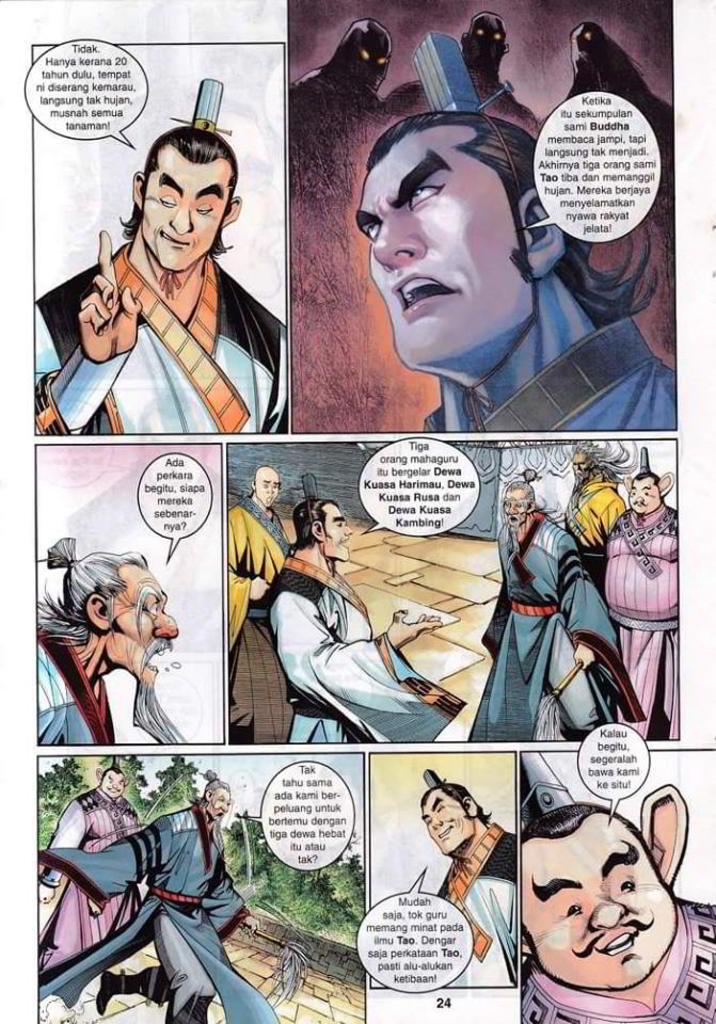 Tidak.
Hanya kerana 20
tahun dulu, tempat
ni diserang kemarau,
langsung tak hujan,
musnah semua
tanaman!
Ketika
itu sekumpulan
sami Buddha
membaca jampi, tapi
langsung tak menjadi.
Akhirnya tiga orang sami
Tao tiba dan memanggil
hujan. Mereka berjaya
menyelamatkan
nyawa rakyat
jelata!
Ada
perkara
begitu, siapa
mereka
sebenar-
nya?
Tiga
orang mahaguru
itu bergelar Dewa
Kuasa Harimau, Dewa
Kuasa Rusa dan
Dewa Kuasa
Kambing!
Tak
tahu sama
ada kami ber-
peluang untuk
bertemu dengan
tiga dewa hebat
itu atau
tak?
Mudah
saja, tok guru
memang minat pada
ilmu Tao. Dengar
saja perkataan Tao,
pasti alu-alukan
ketibaan!
Kalau
begitu,
segeralah
bawa kami
ke situ!
24